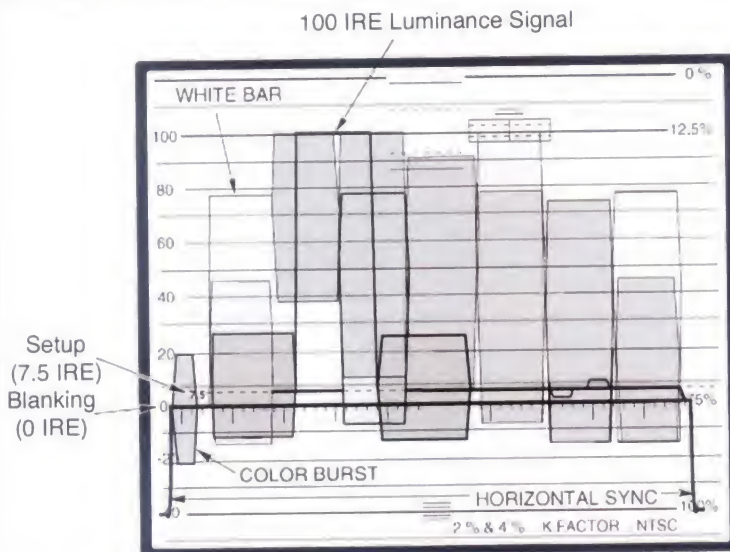 100 IRE Luminance Signal
0%
WHITE BAR
100
12.5%
80
60
40
20
Setup
(7.5 IRE)
7.5
Blanking
(0 IRE)
0
COLOR BURST
HORIZONTAL SYNC
100%
2% & 4% K FACTOR NTSC